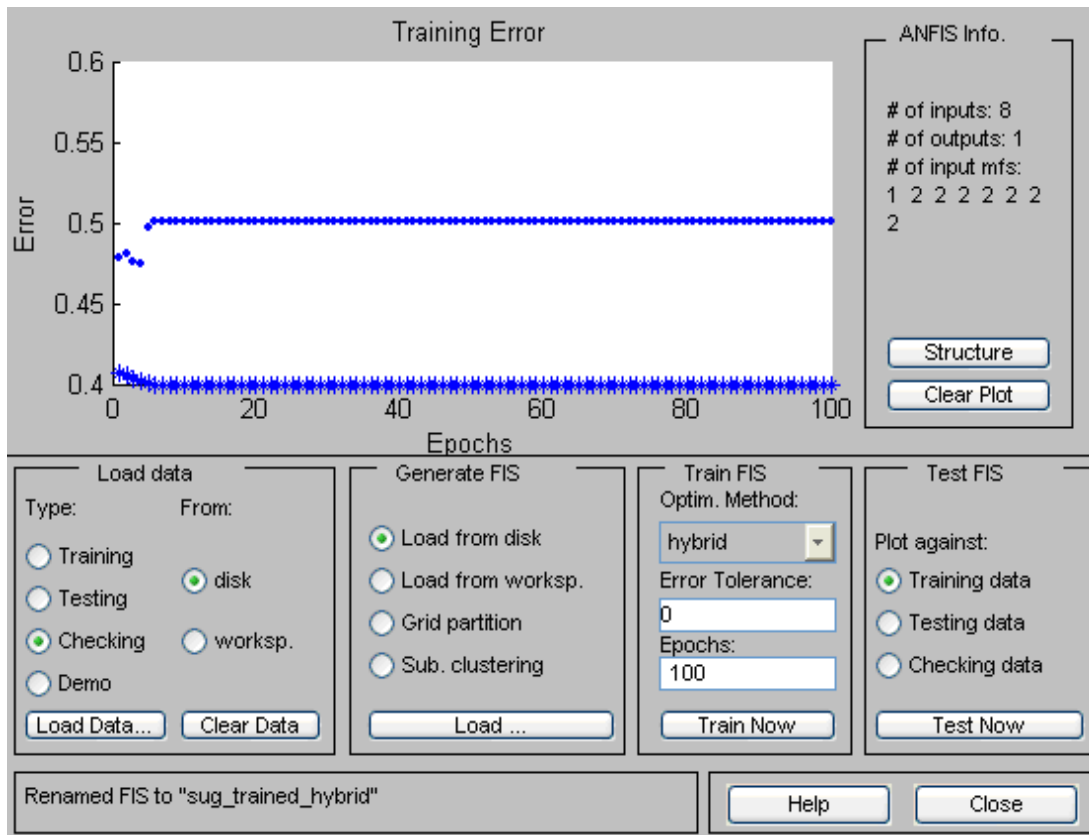 Training Error
0.6
0.55
0.5
0.45
0.4
Error
0
20
40
60
80
100
Epochs
ANFIS Info.
# of inputs: 8
# of outputs: 1
# of input mfs:
1 2 2 2 2 2 2
2
Structure
Clear Plot
Load data
Type:
From:
Training
Testing
Checking
Demo
disk
worksp.
Load Data...
Clear Data
Generate FIS
Load from disk
Load from worksp.
Grid partition
Sub. clustering
Load ...
Train FIS
Optim. Method:
hybrid
Error Tolerance:
0
Epochs:
100
Train Now
Test FIS
Plot against:
Training data
Testing data
Checking data
Test Now
Renamed FIS to "sug_trained_hybrid"
Help
Close